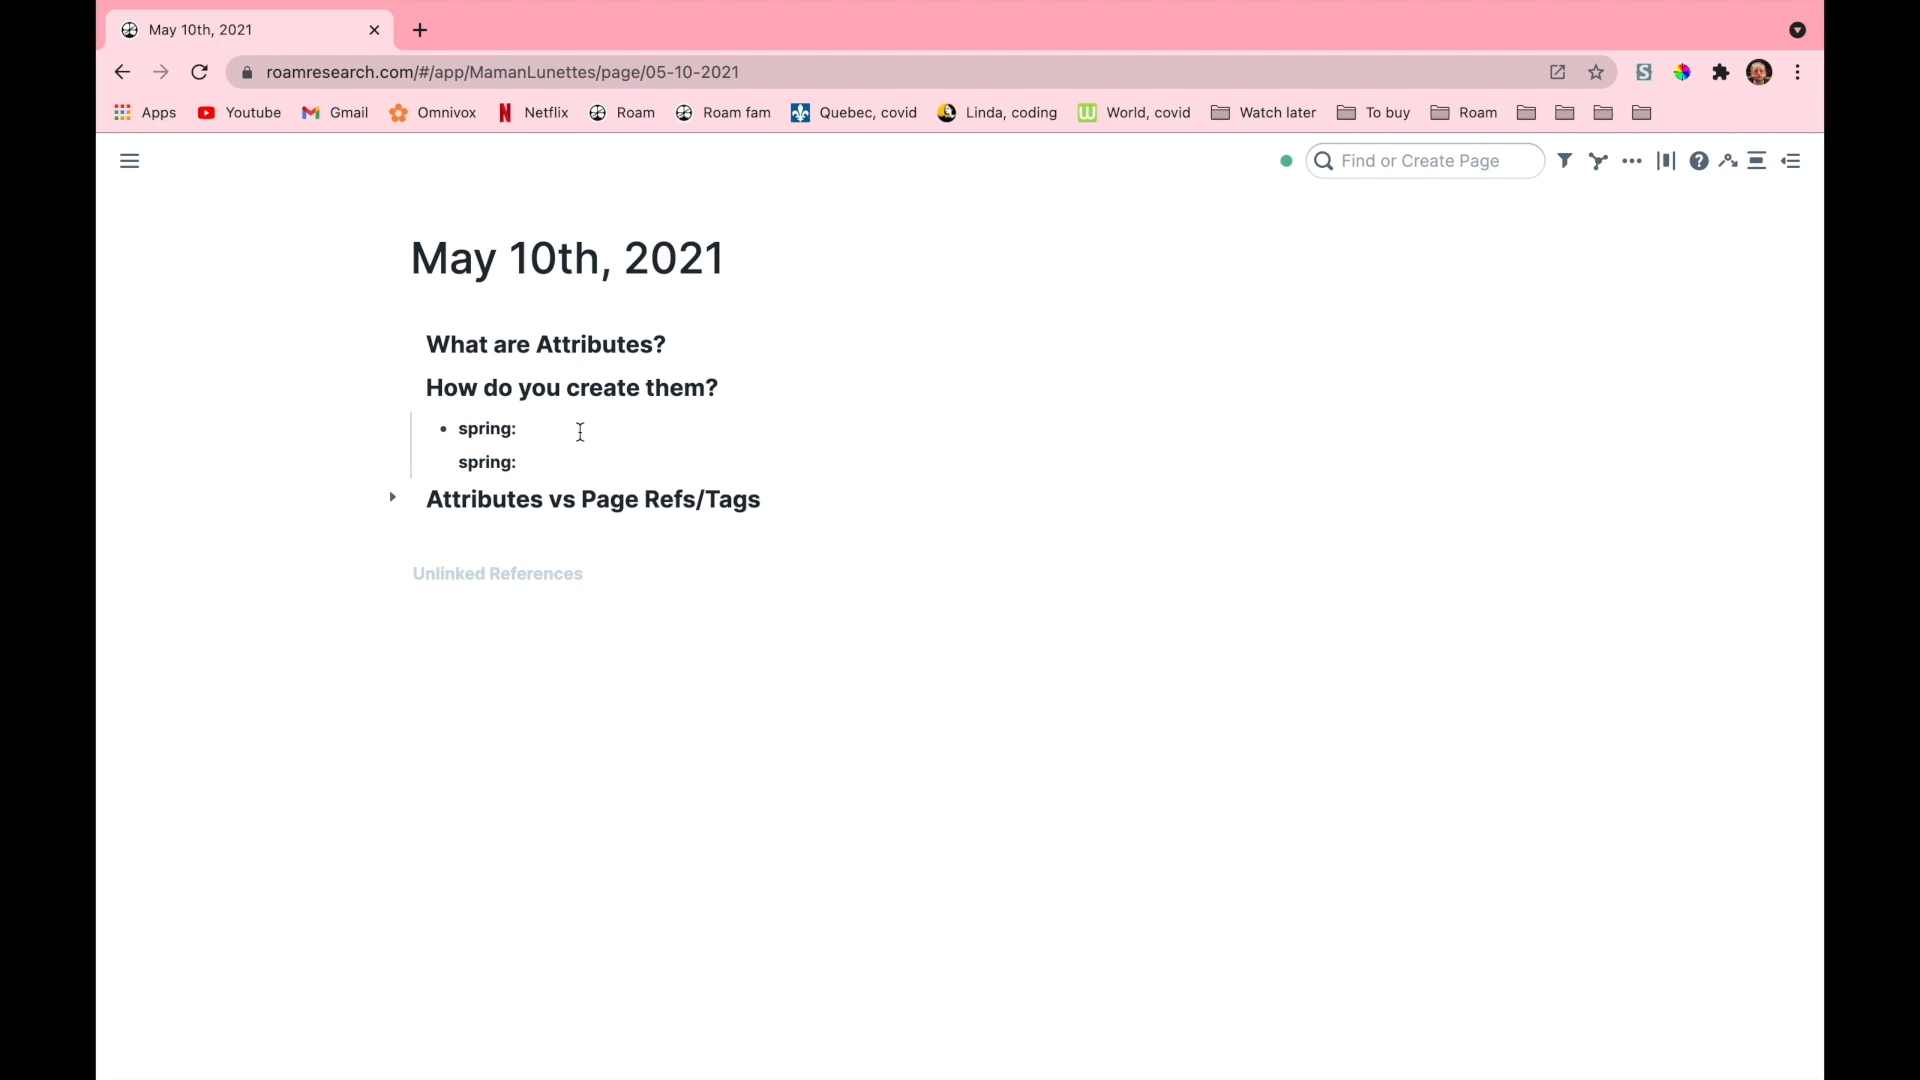 May 10th, 2021
roamresearch.com/#/app/MamanLunettes/page/05-10-2021
Apps Youtube Gmail Omnivox Netflix Roam Roam fam Quebec, covid Linda, coding World, covid Watch later To buy Roam
Find or Create Page
May 10th, 2021
What are Attributes?
How do you create them?
spring:
spring:
Attributes vs Page Refs/Tags
Unlinked References